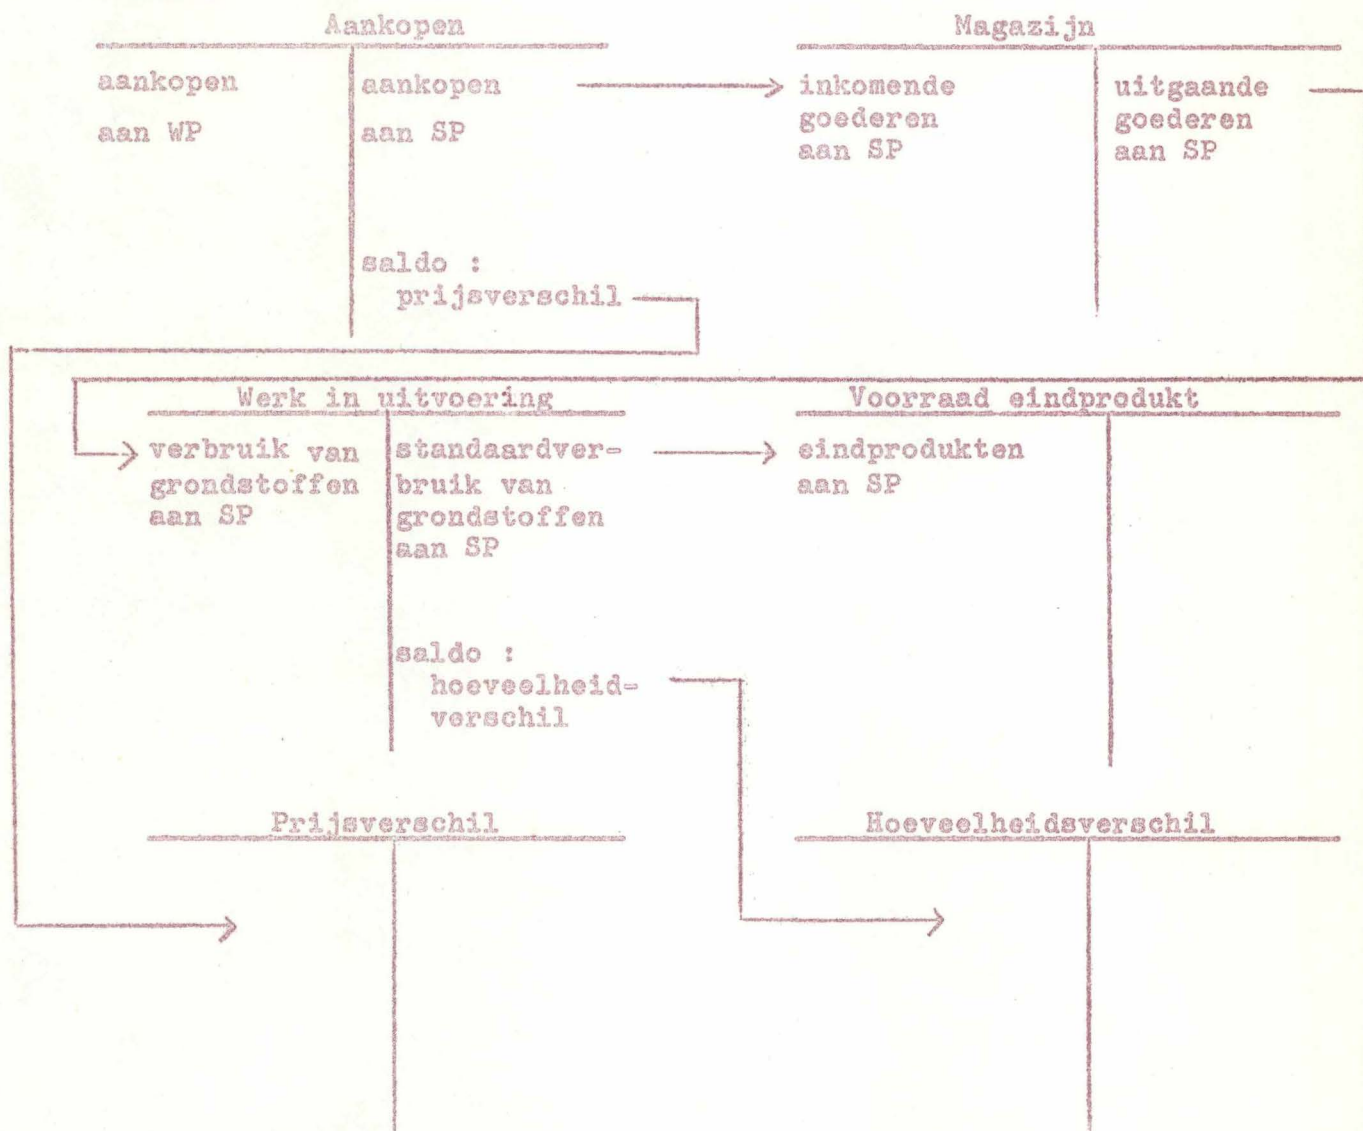 Aankopen
aankopen
aan WP
aankopen
aan SP
saldo :
prijsverschil
Magazijn
inkomende
goederen
aan SP
uitgaande
goederen
aan SP
Werk in uitvoering
verbruik van
grondstoffen
aan SP
standaardver-
bruik van
grondstoffen
aan SP
saldo :
hoeveelheid-
verschil
Voorraad eindprodukt
eindprodukten
aan SP
Prijsverschil
Hoeveelheidsverschil